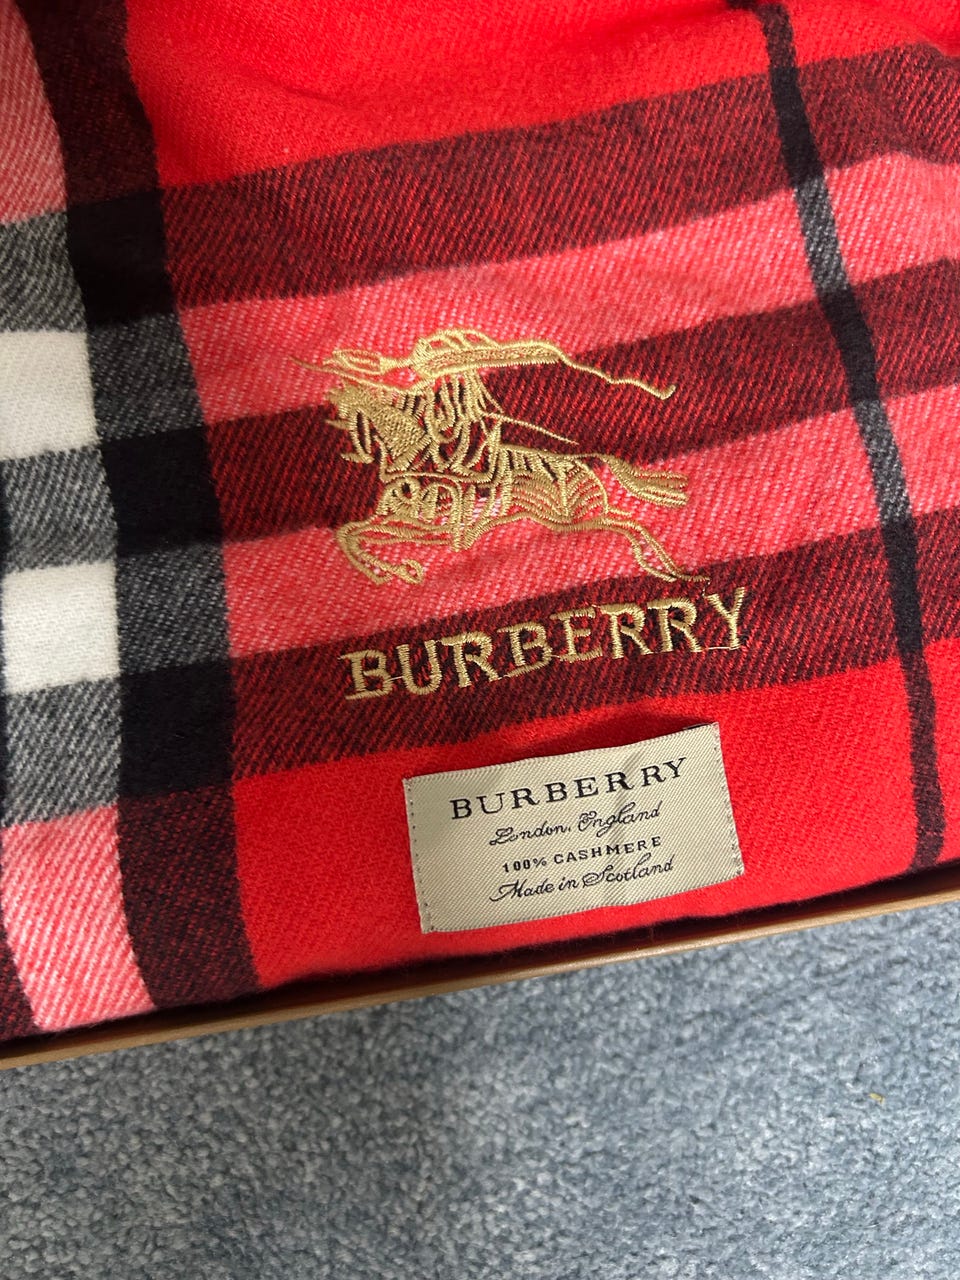 BURBERRY
BURBERRY
London, England
100% CASHMERE
Made in Scotland